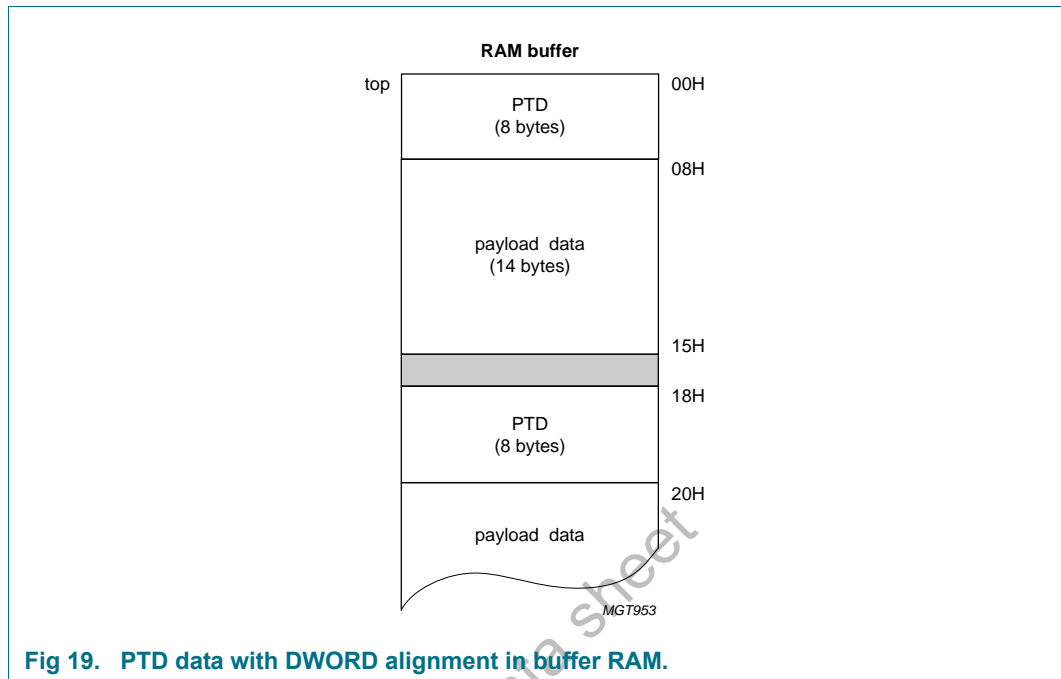 RAM buffer
top
00H
PTD
(8 bytes)
08H
payload data
(14 bytes)
15H
18H
PTD
(8 bytes)
20H
payload data
MGT953
Fig 19. PTD data with DWORD alignment in buffer RAM.